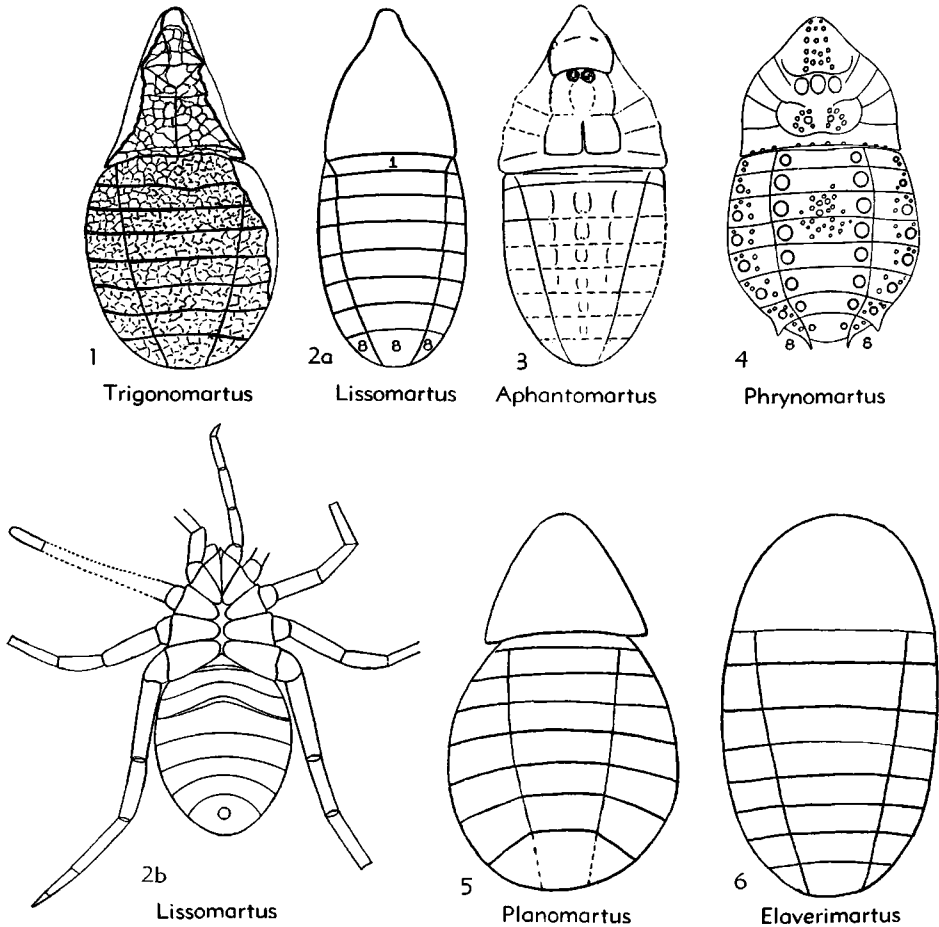 1
Trigonomartus
2a
1
8 8 8
Lissomartus
3
Aphantomartus
4
8 8
Phrynomartus
2b
Lissomartus
5
Planomartus
6
Elaverimartus